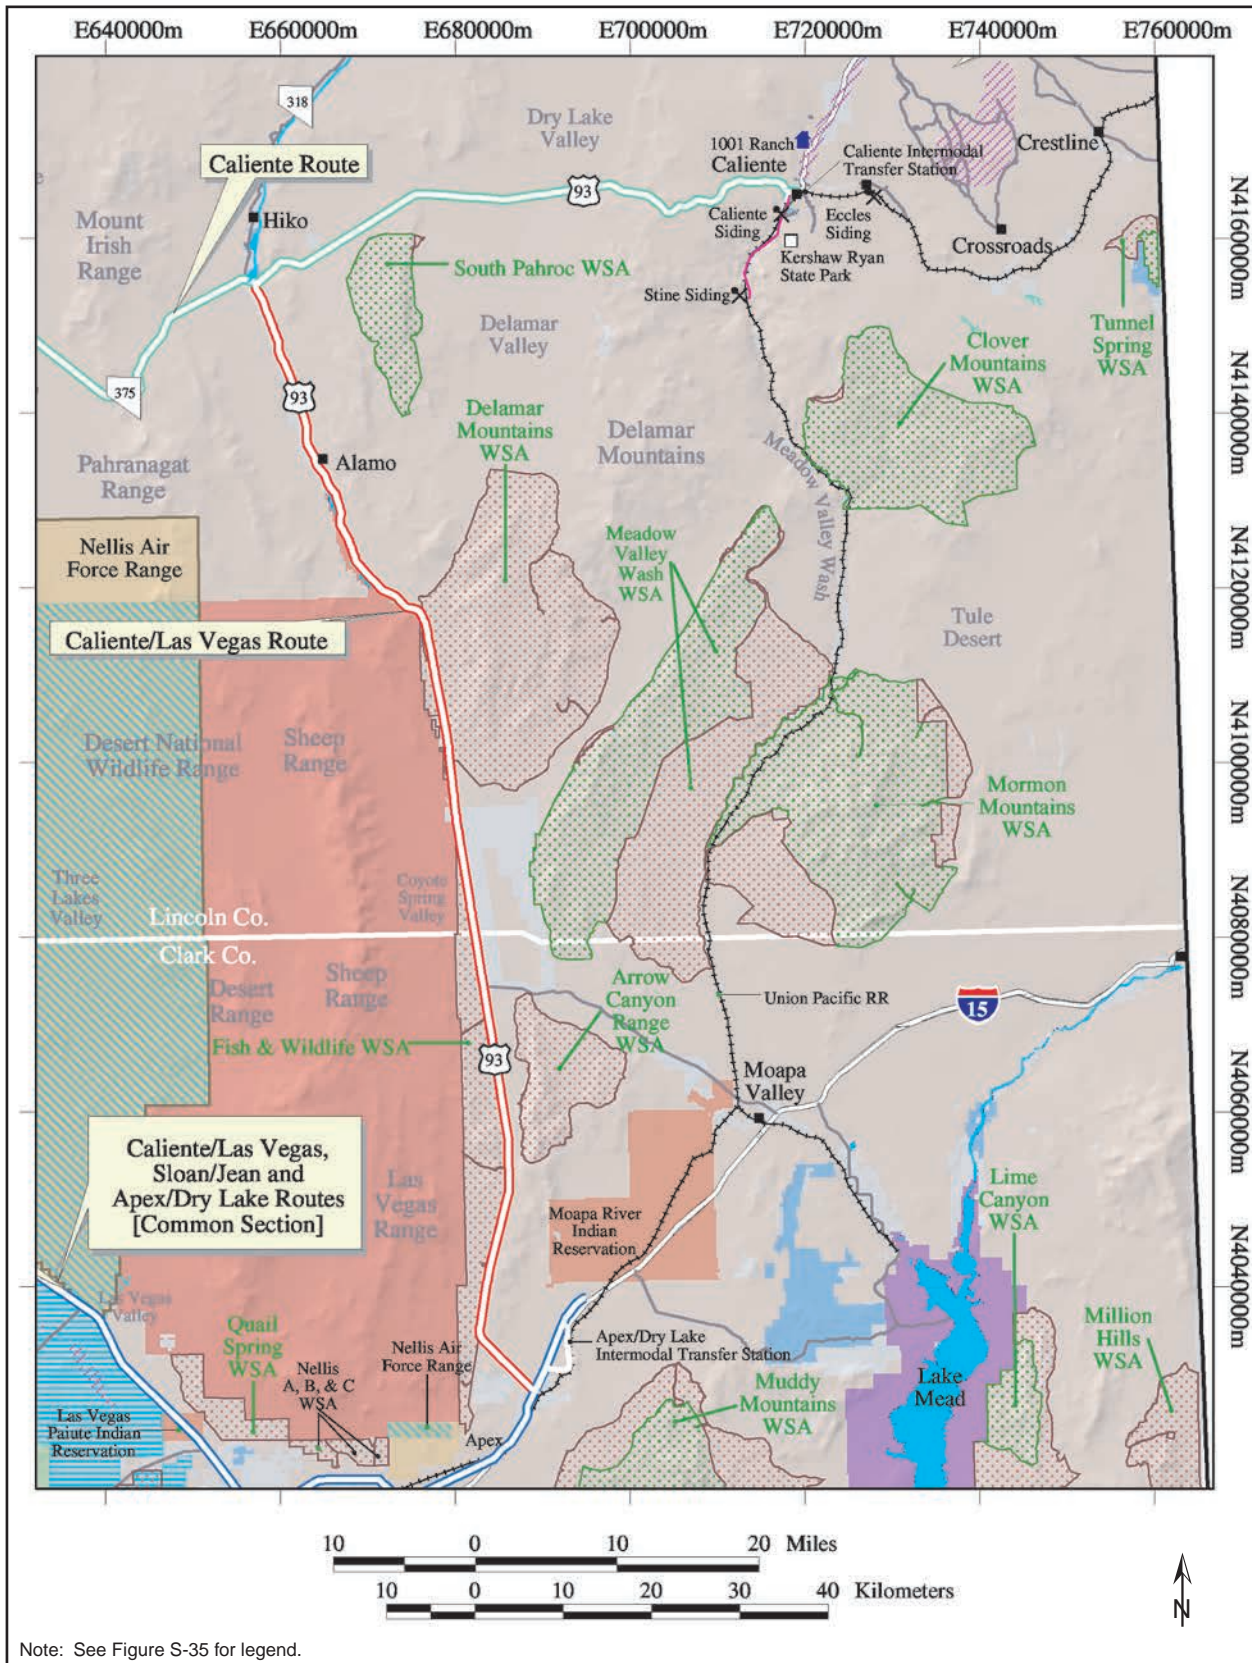 E640000m
E660000m
E680000m
E700000m
E720000m
E740000m
E760000m
318
Dry Lake
Valley
1001 Ranch
Caliente
Caliente Intermodal
Transfer Station
Crestline
Caliente Route
93
Hiko
Mount
Irish
Range
Caliente
Siding
Eccles
Siding
Crossroads
Kershaw Ryan
State Park
N4160000m
South Pahroc WSA
Stine Siding
Delamar
Valley
Clover
Mountains
WSA
Tunnel
Spring
WSA
375
93
N4140000m
Delamar
Mountains
WSA
Delamar
Mountains
Pahranagat
Range
Alamo
Meadow Valley Wash
Nellis Air
Force Range
Meadow
Valley
Wash
WSA
N4120000m
Caliente/Las Vegas Route
Tule
Desert
Desert National
Wildlife Range
Sheep
Range
N4100000m
Mormon
Mountains
WSA
Three
Lakes
Valley
Coyote
Spring
Valley
Lincoln Co.
Clark Co.
N4080000m
Desert
Range
Sheep
Range
Arrow
Canyon
Range
WSA
Union Pacific RR
15
Fish & Wildlife WSA
93
Moapa
Valley
N4060000m
Caliente/Las Vegas,
Sloan/Jean and
Apex/Dry Lake Routes
[Common Section]
Las
Vegas
Range
Moapa River
Indian
Reservation
Lime
Canyon
WSA
N4040000m
Las Vegas
Valley
Quail
Spring
WSA
Nellis
A, B, & C
WSA
Nellis Air
Force Range
Apex/Dry Lake
Intermodal Transfer Station
Million
Hills
WSA
Muddy
Mountains
WSA
Lake
Mead
Las Vegas
Paiute Indian
Reservation
Apex
10 0 10 20 Miles
10 0 10 20 30 40 Kilometers
N
Note: See Figure S-35 for legend.